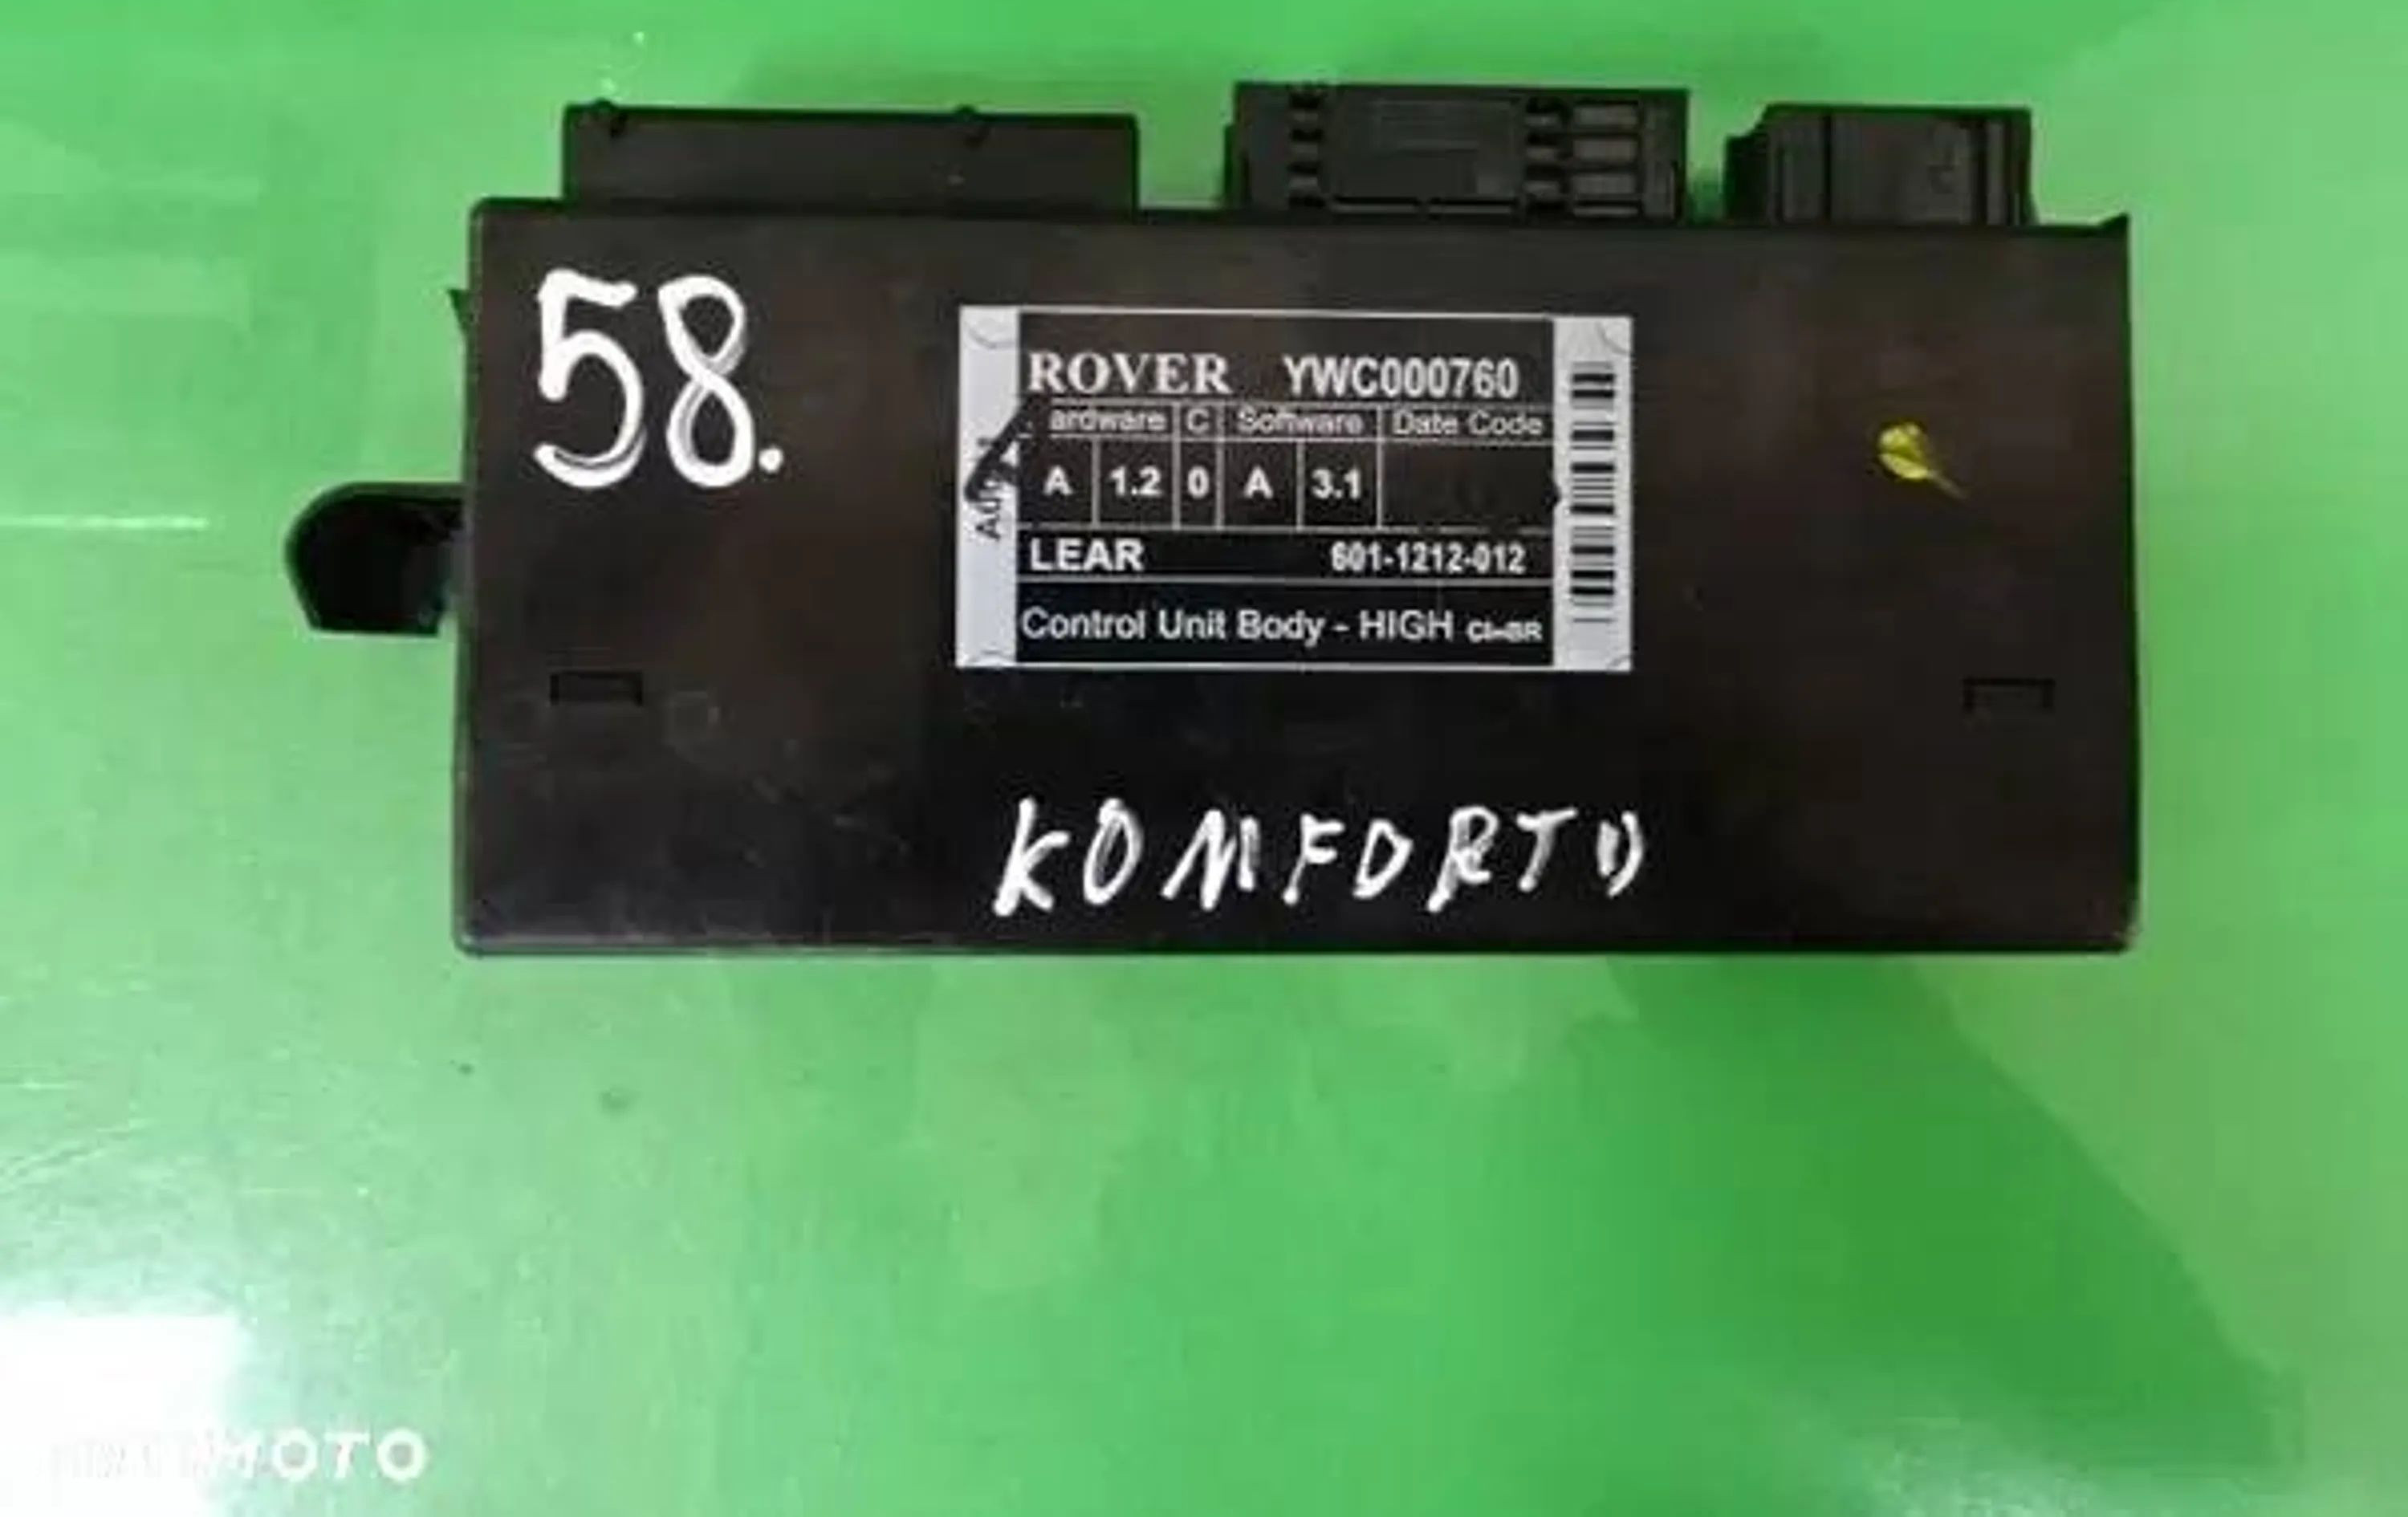 58.
ROVER YWC000760
ardware C Software Date Code
A 1.2 0 A 3.1
LEAR 601-1212-012
Control Unit Body - HIGH
KOMFORTU
MOTO